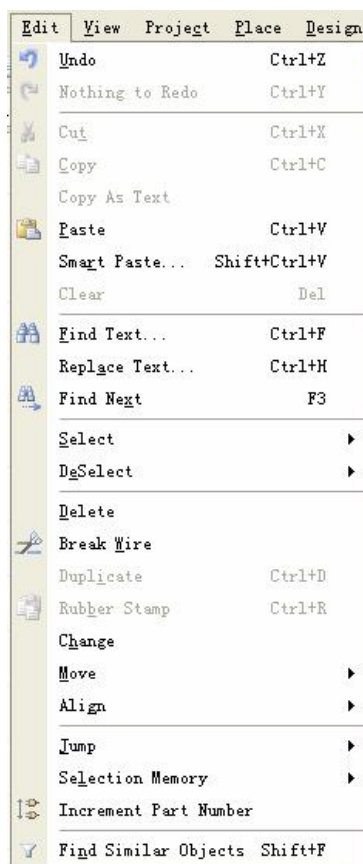 Edit View Project Place Design
Undo Ctrl+Z
Nothing to Redo Ctrl+Y
Cut Ctrl+X
Copy Ctrl+C
Copy As Text
Paste Ctrl+V
Smart Paste... Shift+Ctrl+V
Clear Del
Find Text... Ctrl+F
Replace Text... Ctrl+H
Find Next F3
Select
DeSelect
Delete
Break Wire
Duplicate Ctrl+D
Rubber Stamp Ctrl+R
Change
Move
Align
Jump
Selection Memory
Increment Part Number
Find Similar Objects Shift+F